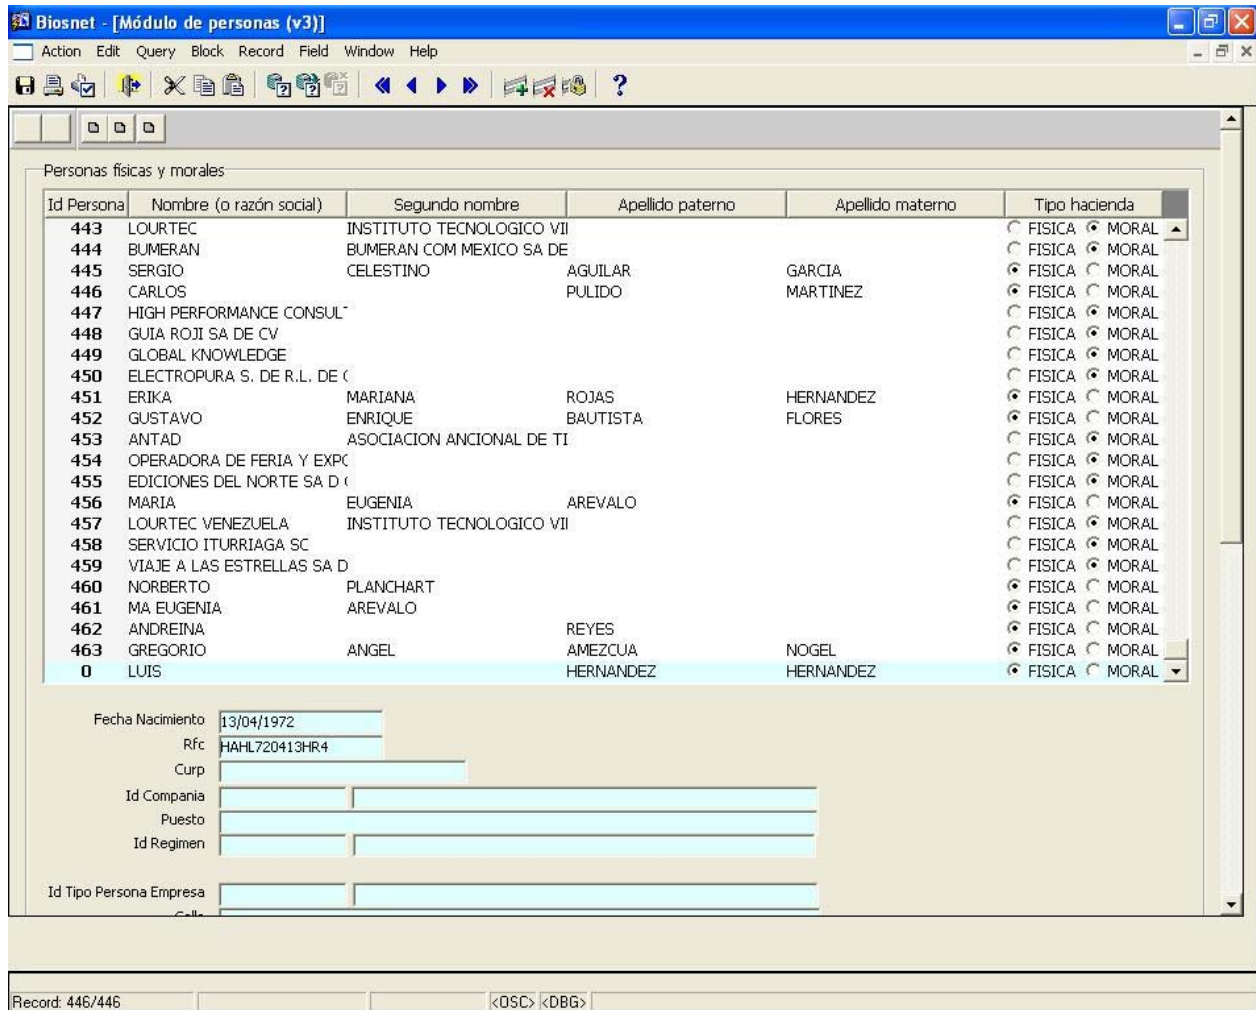 Biosnet - [Módulo de personas (v3)]
Action Edit Query Block Record Field Window Help
Personas físicas y morales
Id Persona Nombre (o razón social) Segundo nombre Apellido paterno Apellido materno Tipo hacienda
443 LOURTEC INSTITUTO TECNOLOGICO VII FISICA MORAL
444 BUMERAN BUMERAN COM MEXICO SA DE FISICA MORAL
445 SERGIO CELESTINO AGUILAR GARCIA FISICA MORAL
446 CARLOS PULIDO MARTINEZ FISICA MORAL
447 HIGH PERFORMANCE CONSULT FISICA MORAL
448 GUIA ROJI SA DE CV FISICA MORAL
449 GLOBAL KNOWLEDGE FISICA MORAL
450 ELECTROPURA S. DE R.L. DE C FISICA MORAL
451 ERIKA MARIANA ROJAS HERNANDEZ FISICA MORAL
452 GUSTAVO ENRIQUE BAUTISTA FLORES FISICA MORAL
453 ANTAD ASOCIACION ANCIONAL DE TI FISICA MORAL
454 OPERADORA DE FERIA Y EXPO FISICA MORAL
455 EDICIONES DEL NORTE SA D C FISICA MORAL
456 MARIA EUGENIA AREVALO FISICA MORAL
457 LOURTEC VENEZUELA INSTITUTO TECNOLOGICO VII FISICA MORAL
458 SERVICIO ITURRIAGA SC FISICA MORAL
459 VIAJE A LAS ESTRELLAS SA D FISICA MORAL
460 NORBERTO PLANCHART FISICA MORAL
461 MA EUGENIA AREVALO FISICA MORAL
462 ANDREINA REYES FISICA MORAL
463 GREGORIO ANGEL AMEZCUA NOGEL FISICA MORAL
0 LUIS HERNANDEZ HERNANDEZ FISICA MORAL
Fecha Nacimiento 13/04/1972
Rfc HAHL720413HR4
Curp
Id Compania
Puesto
Id Regimen
Id Tipo Persona Empresa
Record: 446/446 <OSC> <DBG>